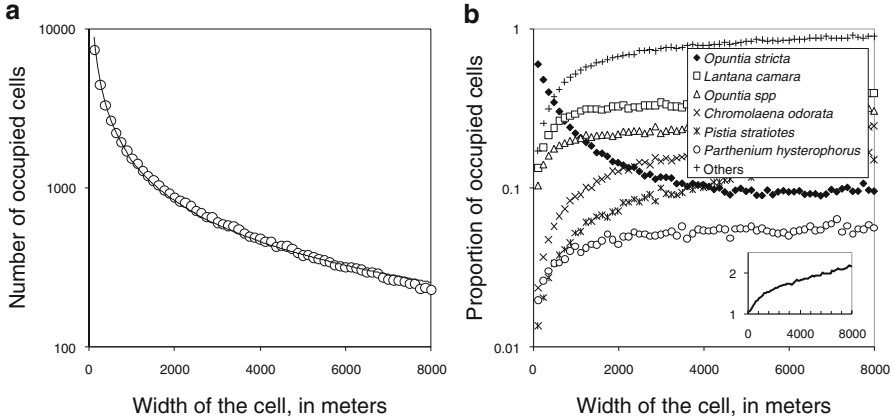 a
10000
1000
100
0
2000
4000
6000
8000
Number of occupied cells
Width of the cell, in meters
b
1
0.1
0.01
0
2000
4000
6000
8000
Proportion of occupied cells
Width of the cell, in meters
Opuntia stricta
Lantana camara
Opuntia spp
Chromolaena odorata
Pistia stratiotes
Parthenium hysterophorus
Others
2
1
0
4000
8000